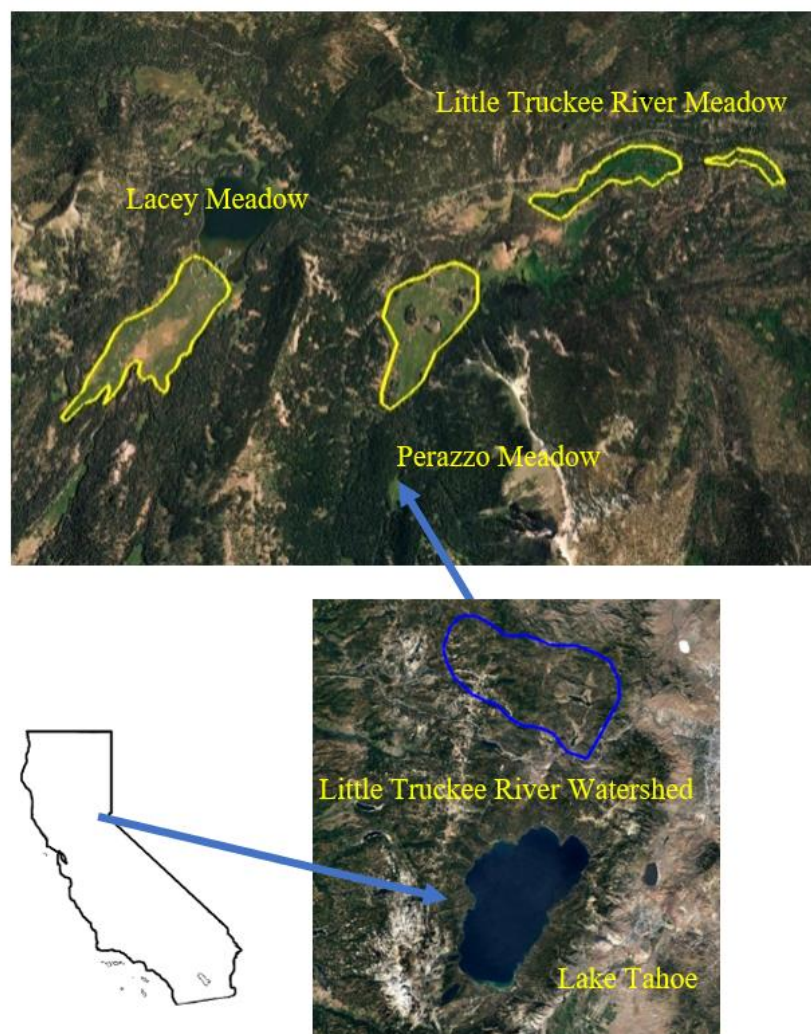 Little Truckee River Meadow
Lacey Meadow
Perazzo Meadow
Little Truckee River Watershed
Lake Tahoe